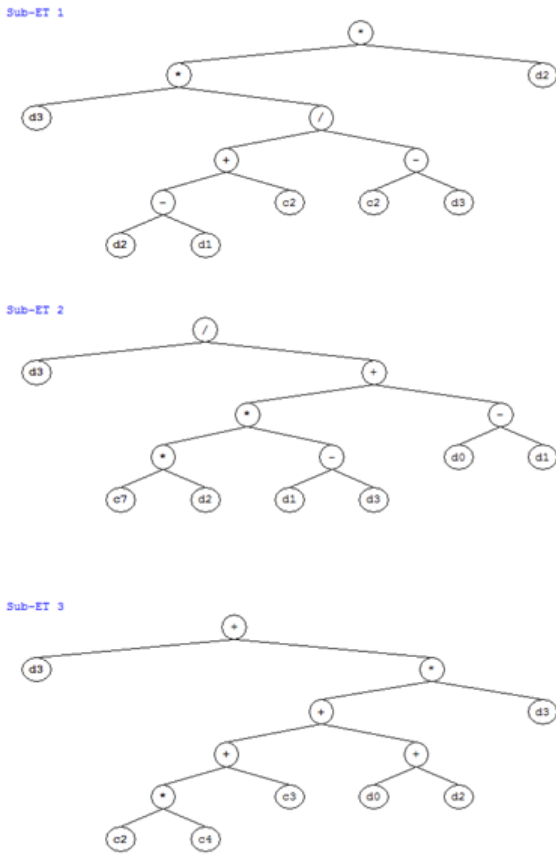 Sub-ET 1
*
* d2
d3 /
+ -
- c2 c2 d3
d2 d1
Sub-ET 2
/
d3 +
* -
* - d0 d1
c7 d2 d1 d3
Sub-ET 3
+
d3 *
+ d3
+ +
* c3 d0 d2
c2 c4